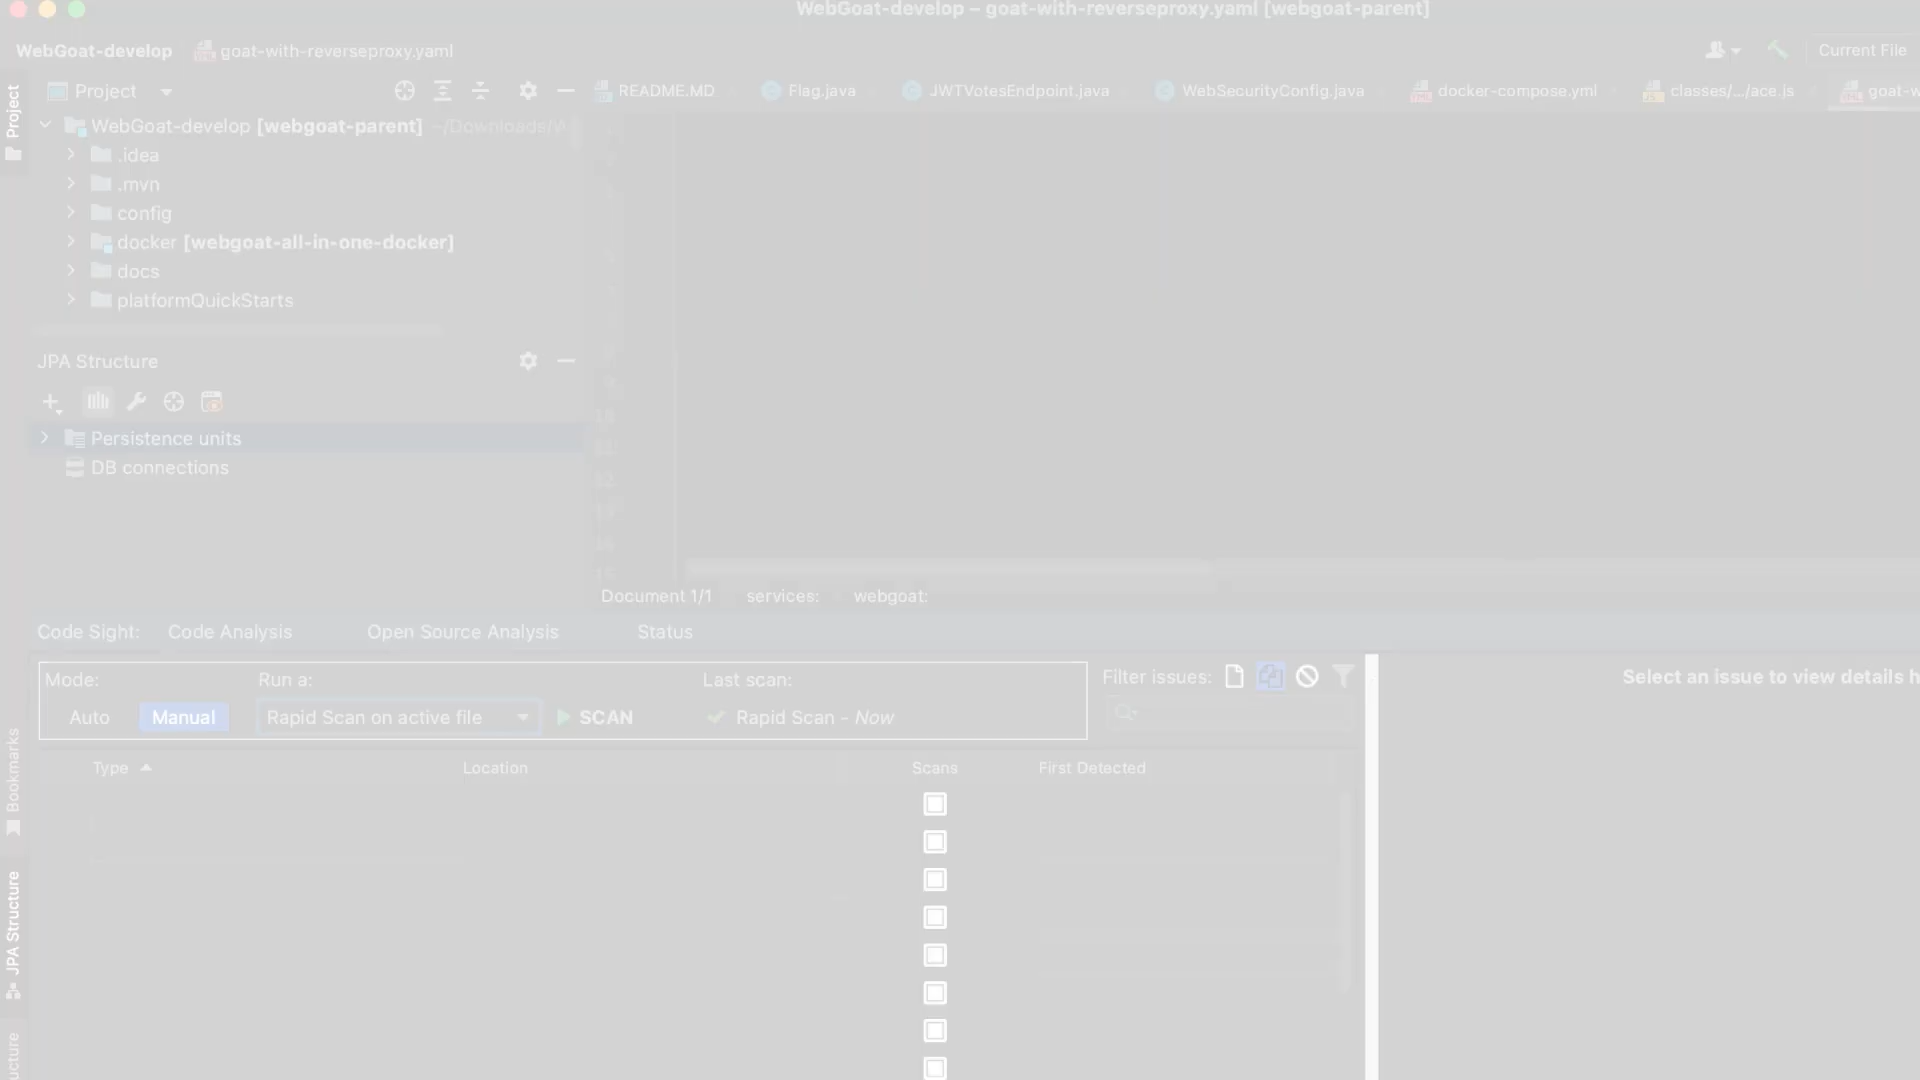 WebGoat-develop – goat-with-reverseproxy.yaml [webgoat-parent]
WebGoat-develop goat-with-reverseproxy.yaml Current File
Project README.MD Flag.java JWTVotesEndpoint.java WebSecurityConfig.java docker-compose.yml classes/.../ace.js goat-w
Project
WebGoat-develop [webgoat-parent] ~/Downloads/W
.idea
.mvn
config
docker [webgoat-all-in-one-docker]
docs
platformQuickStarts
JPA Structure
Persistence units
DB connections
Document 1/1 services: webgoat:
Code Sight: Code Analysis Open Source Analysis Status
Mode: Run a: Last scan: Filter issues: Select an issue to view details h
Auto Manual Rapid Scan on active file SCAN Rapid Scan - Now
Bookmarks
Type Location Scans First Detected
JPA Structure
ucture